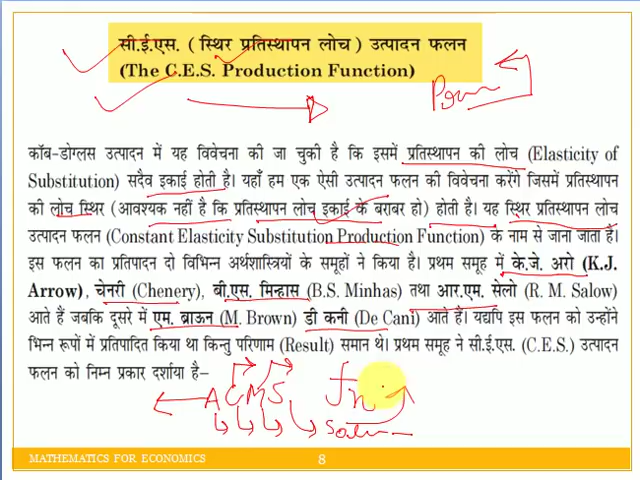 सी.ई.एस. (स्थिर प्रतिस्थापन लोच) उत्पादन फलन
(The C.E.S. Production Function)
कॉब-डोग्लस उत्पादन में यह विवेचना की जा चुकी है कि इसमें प्रतिस्थापन की लोच (Elasticity of
Substitution) सदैव इकाई होती है। यहाँ हम एक ऐसी उत्पादन फलन की विवेचना करेंगे जिसमें प्रतिस्थापन
की लोच स्थिर (आवश्यक नहीं है कि प्रतिस्थापन लोच इकाई के बराबर हो) होती है। यह स्थिर प्रतिस्थापन लोच
उत्पादन फलन (Constant Elasticity Substitution Production Function) के नाम से जाना जाता है।
इस फलन का प्रतिपादन दो विभिन्न अर्थशास्त्रियों के समूहों ने किया है। प्रथम समूह में के.जे. अरो (K.J.
Arrow), चेनरी (Chenery), बी.एस. मिन्हास (B.S. Minhas) तथा आर.एम. सेलो (R. M. Salow)
आते हैं जबकि दूसरे में एम. ब्राऊन (M. Brown) डी कनी (De Cani) आते हैं। यद्यपि इस फलन को उन्होंने
भिन्न रूपों में प्रतिपादित किया था किन्तु परिणाम (Result) समान थे। प्रथम समूह ने सी.ई.एस. (C.E.S.) उत्पादन
फलन को निम्न प्रकार दर्शाया है–
ACMS
MATHEMATICS FOR ECONOMICS 8